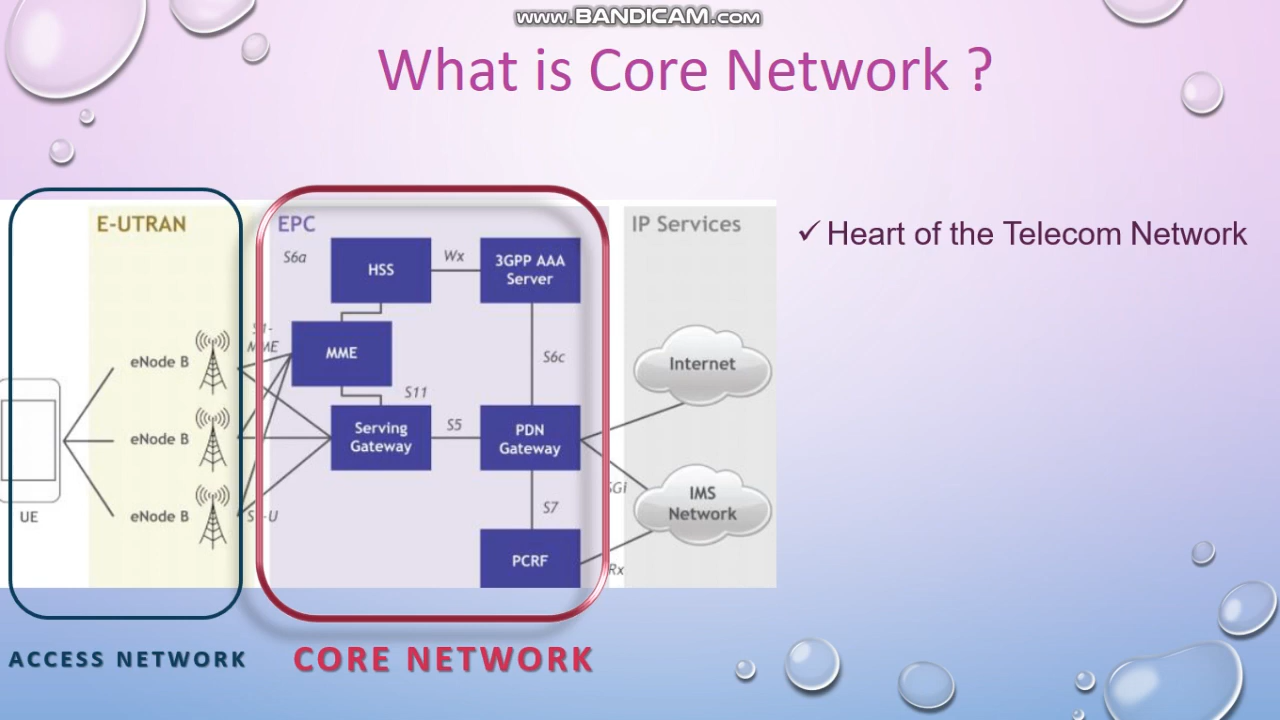 www.BANDICAM.com
What is Core Network ?
E-UTRAN
EPC
IP Services
✓ Heart of the Telecom Network
S6a
HSS
Wx
3GPP AAA
Server
S1-
MME
MME
eNode B
S6c
Internet
S11
eNode B
Serving
Gateway
S5
PDN
Gateway
SGi
IMS
Network
UE
eNode B
S7
PCRF
Rx
ACCESS NETWORK
CORE NETWORK